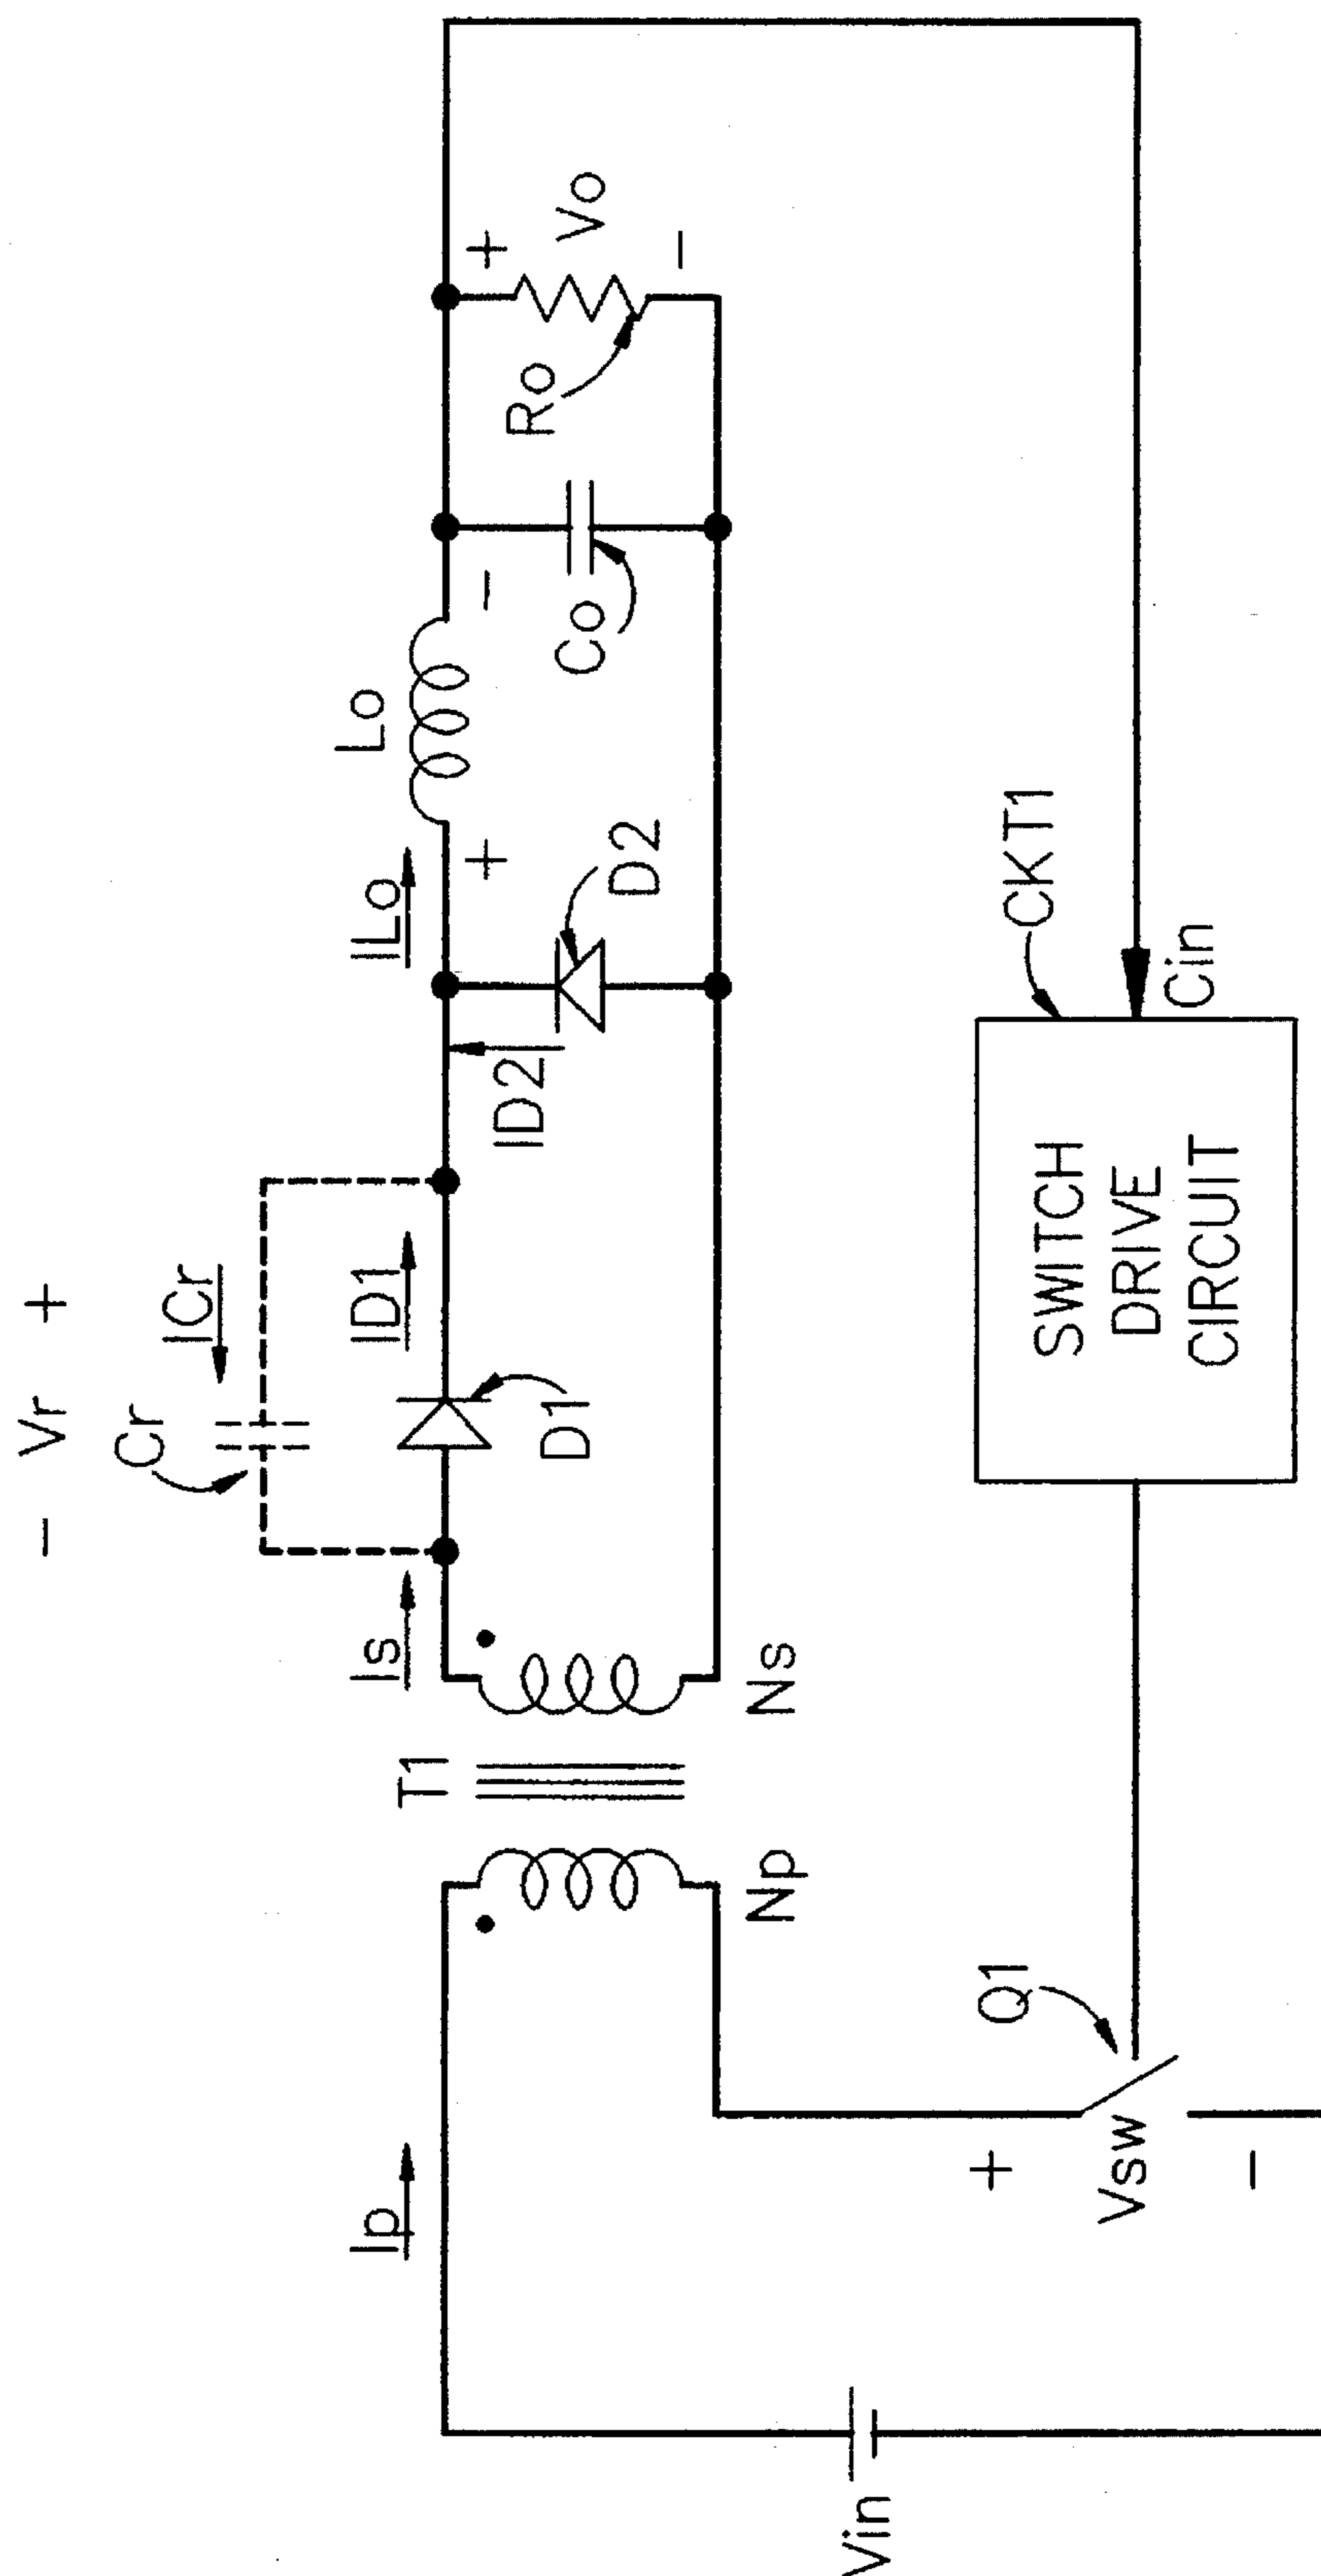 - Vr +
Cr
ICr
Ip
T1
Is
ID1
ILo
Lo
D1
ID2
+
-
+
Np
Ns
D2
Co
Ro
Vo
-
Q1
CKT1
+
Vsw
-
SWITCH
DRIVE
CIRCUIT
Cin
Vin